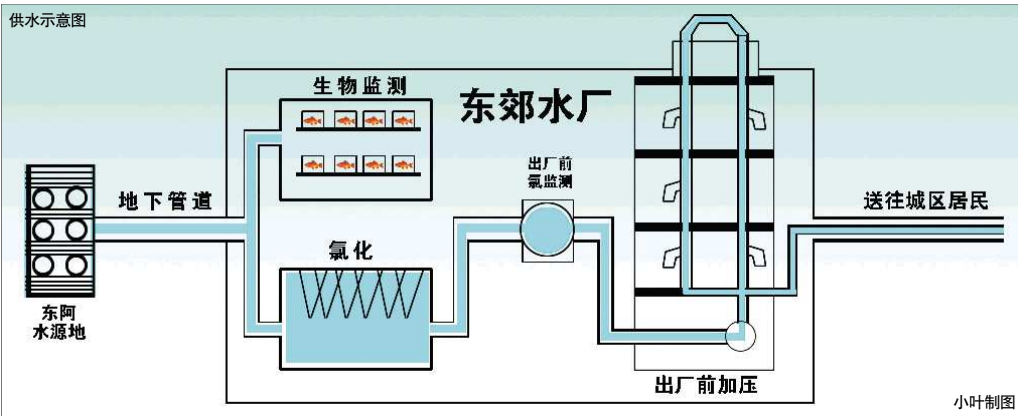 供水示意图
生物监测
东郊水厂
出厂前
氯监测
地下管道
送往城区居民
氯化
东阿
水源地
出厂前加压
小叶制图